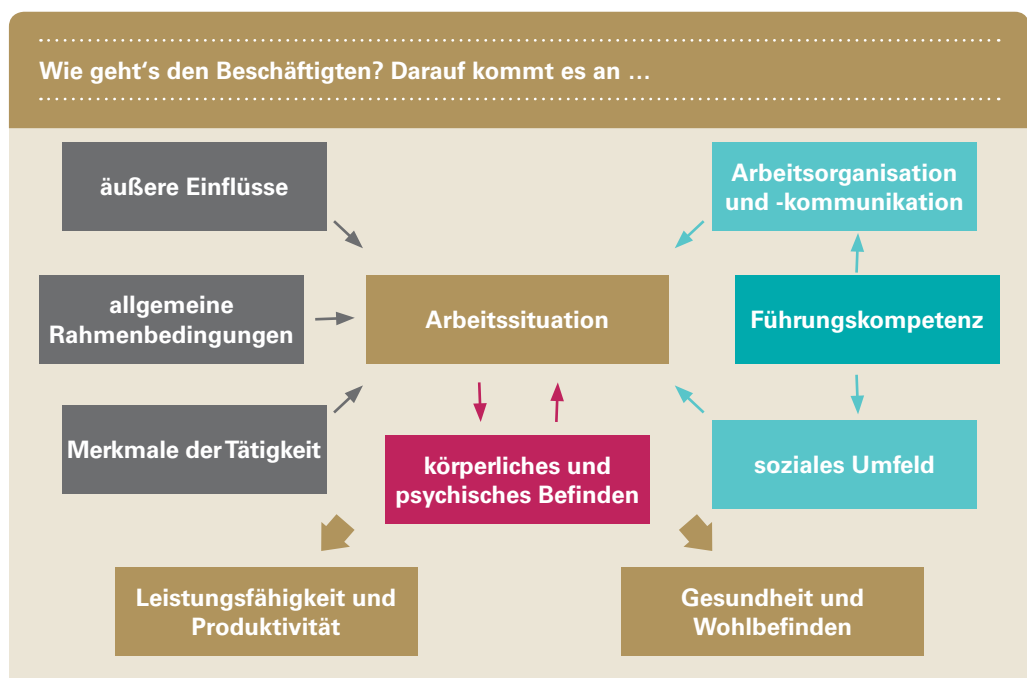 Wie geht‘s den Beschäftigten? Darauf kommt es an …
äußere Einflüsse
Arbeitsorganisation
und -kommunikation
allgemeine
Rahmenbedingungen
Arbeitssituation
Führungskompetenz
Merkmale der Tätigkeit
körperliches und
psychisches Befinden
soziales Umfeld
Leistungsfähigkeit und
Produktivität
Gesundheit und
Wohlbefinden